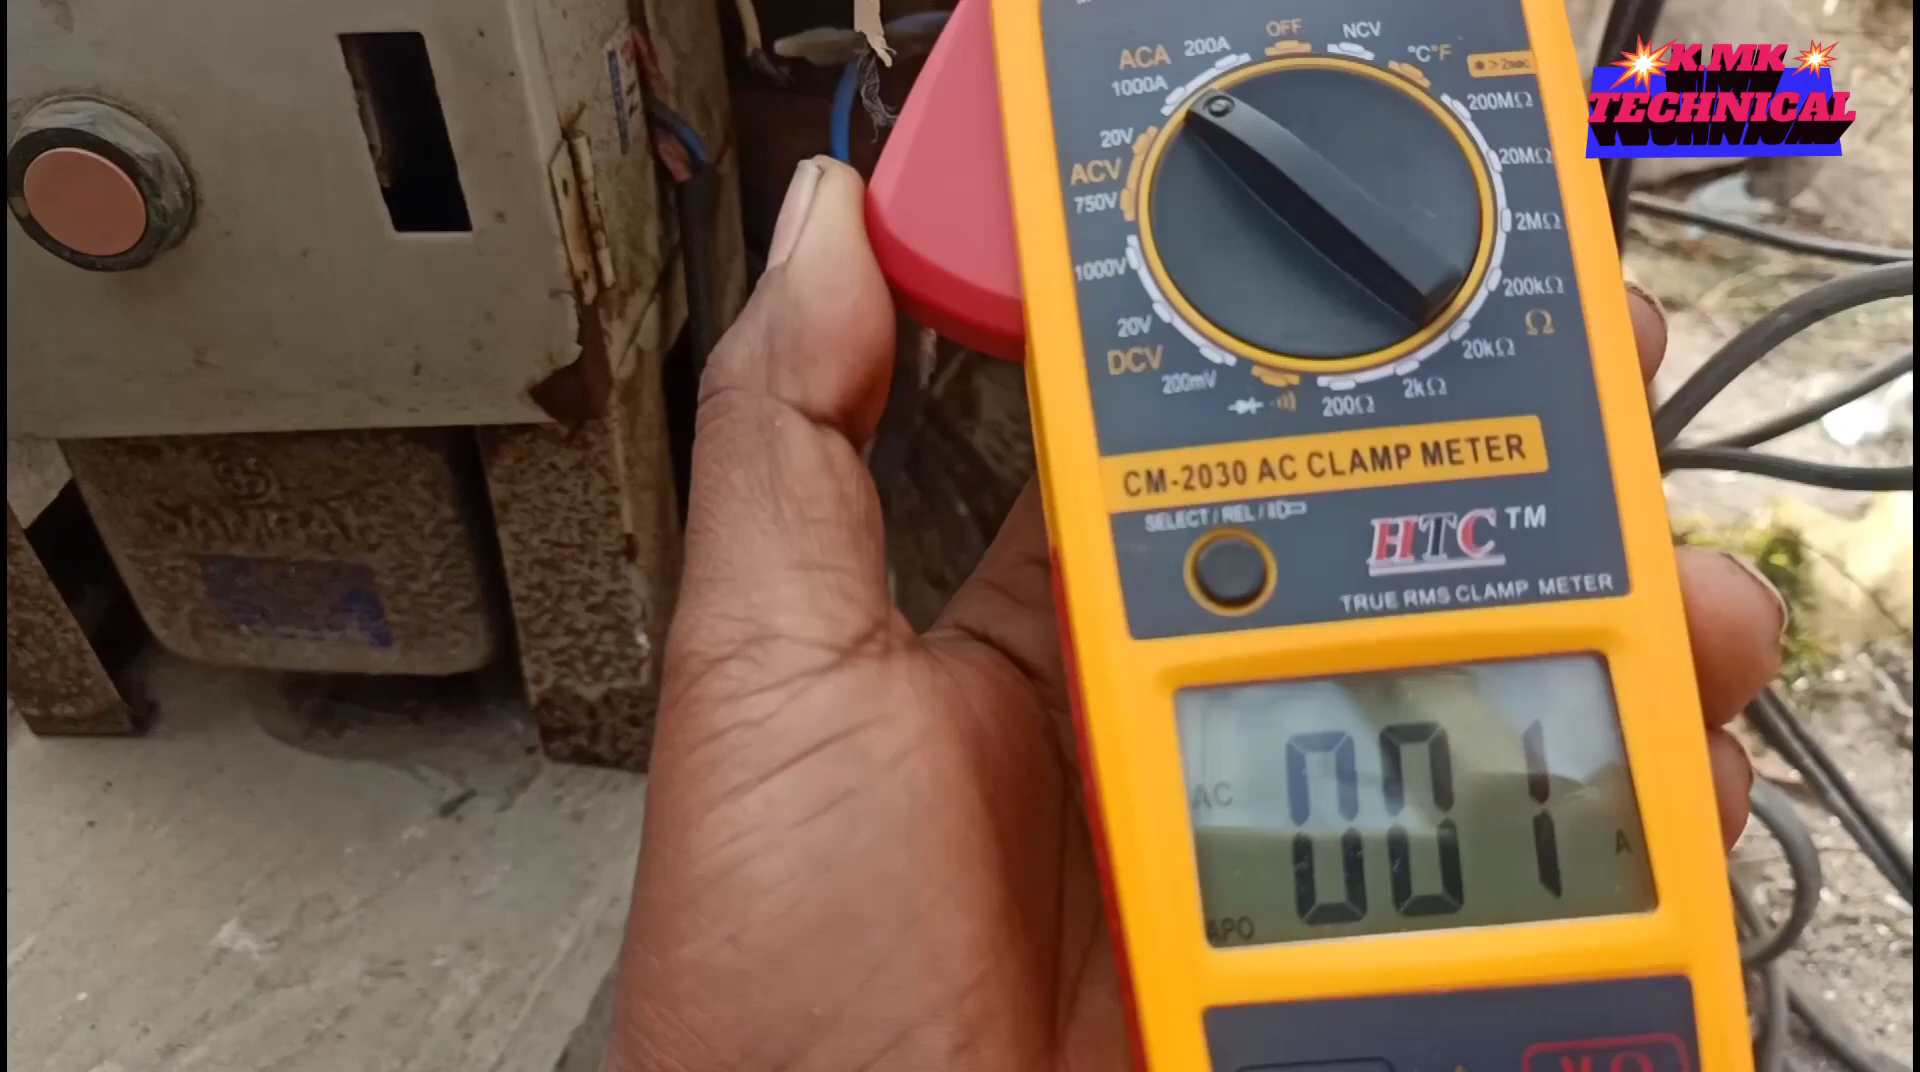 K.MK
TECHNICAL
OFF
NCV
°C°F
ACA
200A
1000A
200MΩ
20V
20MΩ
ACV
750V
2MΩ
1000V
200kΩ
20V
Ω
DCV
20kΩ
200mV
2kΩ
200Ω
CM-2030 AC CLAMP METER
SELECT / REL /
HTC TM
TRUE RMS CLAMP METER
AC
001
A
APO
VΩ